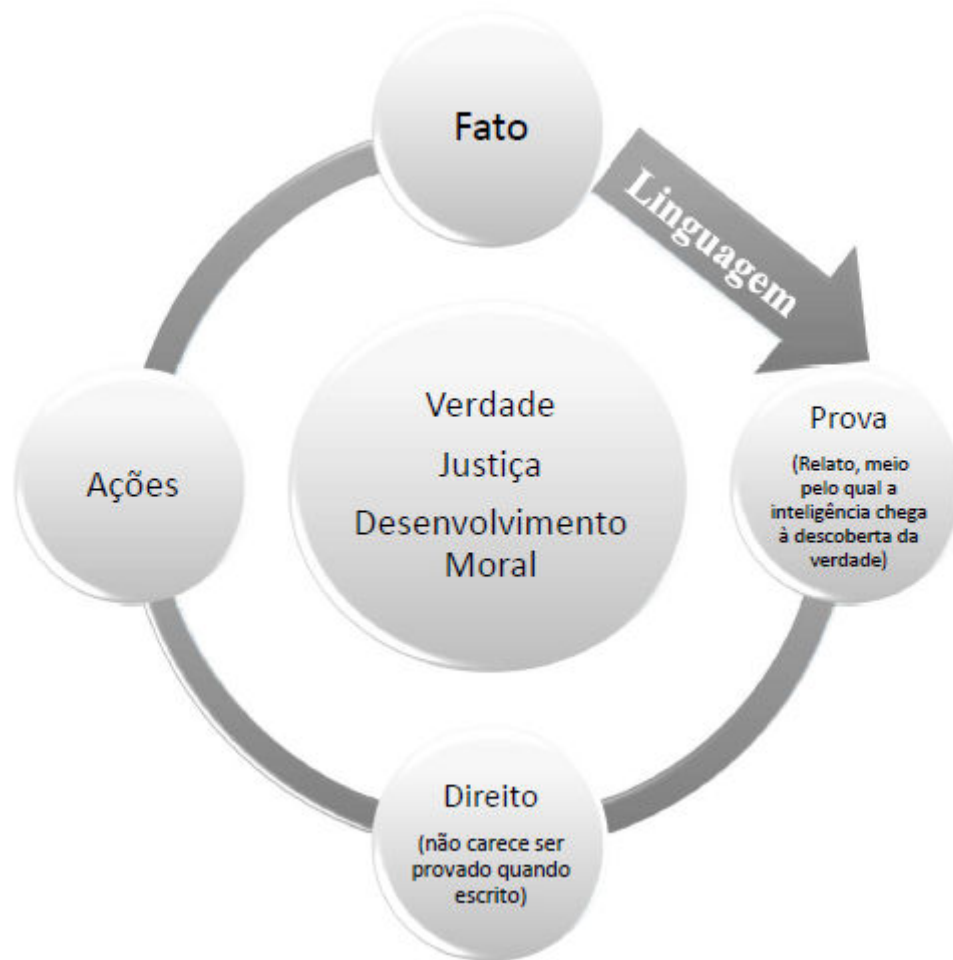 Fato
Linguagem
Prova
(Relato, meio
pelo qual a
inteligência chega
à descoberta da
verdade)
Verdade
Justiça
Desenvolvimento
Moral
Ações
Direito
(não carece ser
provado quando
escrito)